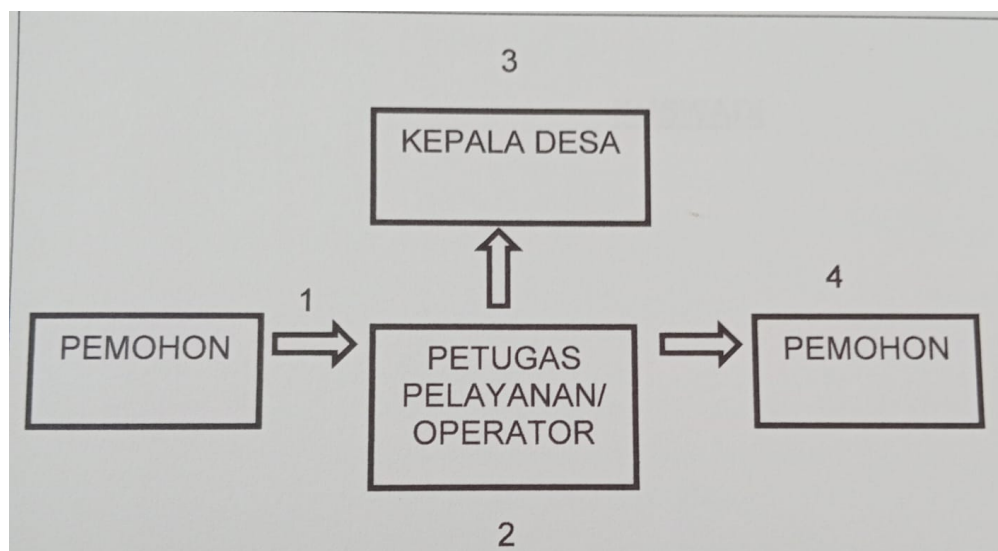 3
KEPALA DESA
1
4
PEMOHON
PETUGAS
PELAYANAN/
OPERATOR
PEMOHON
2